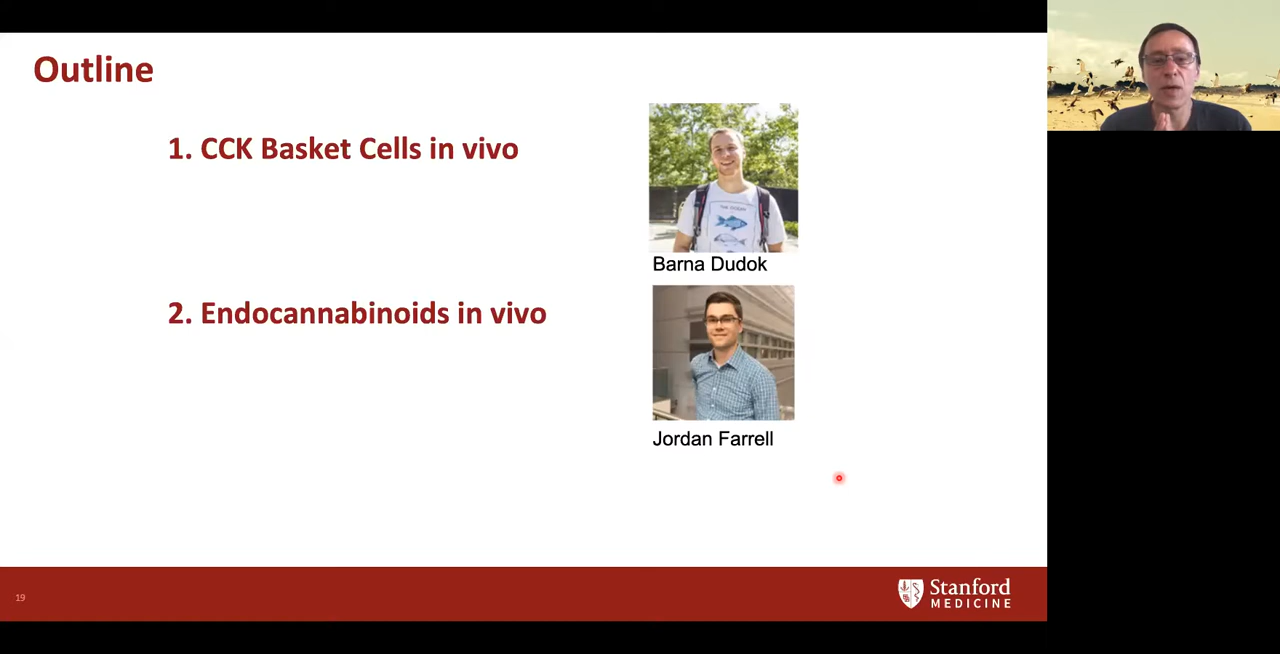 Outline
1. CCK Basket Cells in vivo
Barna Dudok
2. Endocannabinoids in vivo
Jordan Farrell
19
Stanford
MEDICINE